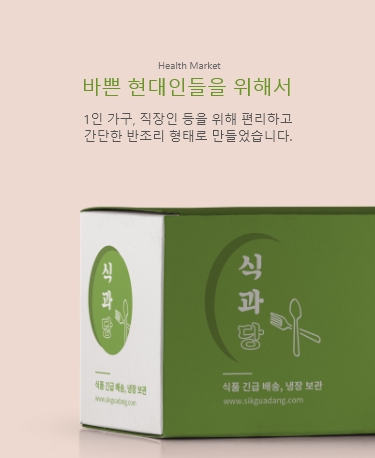 Health Market
바쁜 현대인들을 위해서
1인 가구, 직장인 등을 위해 편리하고
간단한 반조리 형태로 만들었습니다.
식
과
당
식품 긴급 배송, 냉장 보관
www.sikguadang.com
식
과
당
식품 긴급 배송, 냉장 보관
www.sikguadang.com